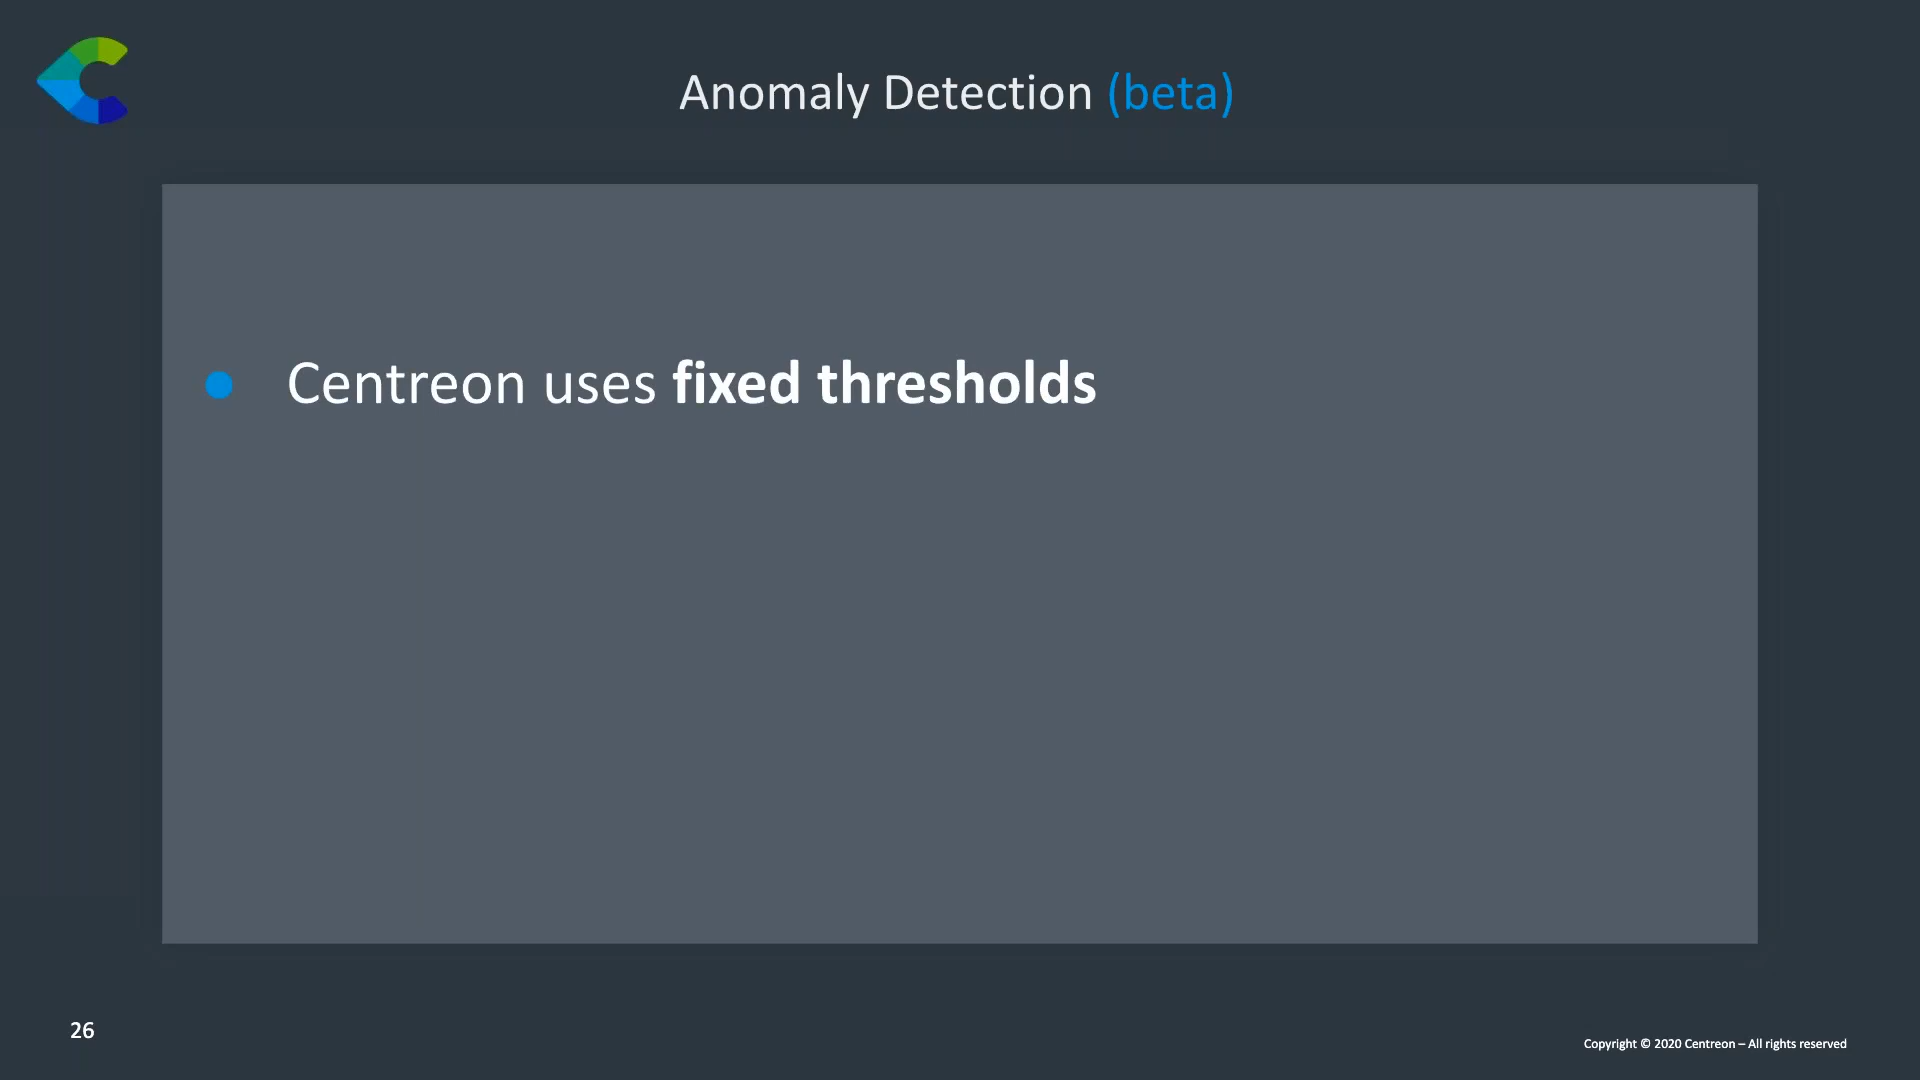 Anomaly Detection (beta)
● Centreon uses fixed thresholds
26
Copyright © 2020 Centreon – All rights reserved